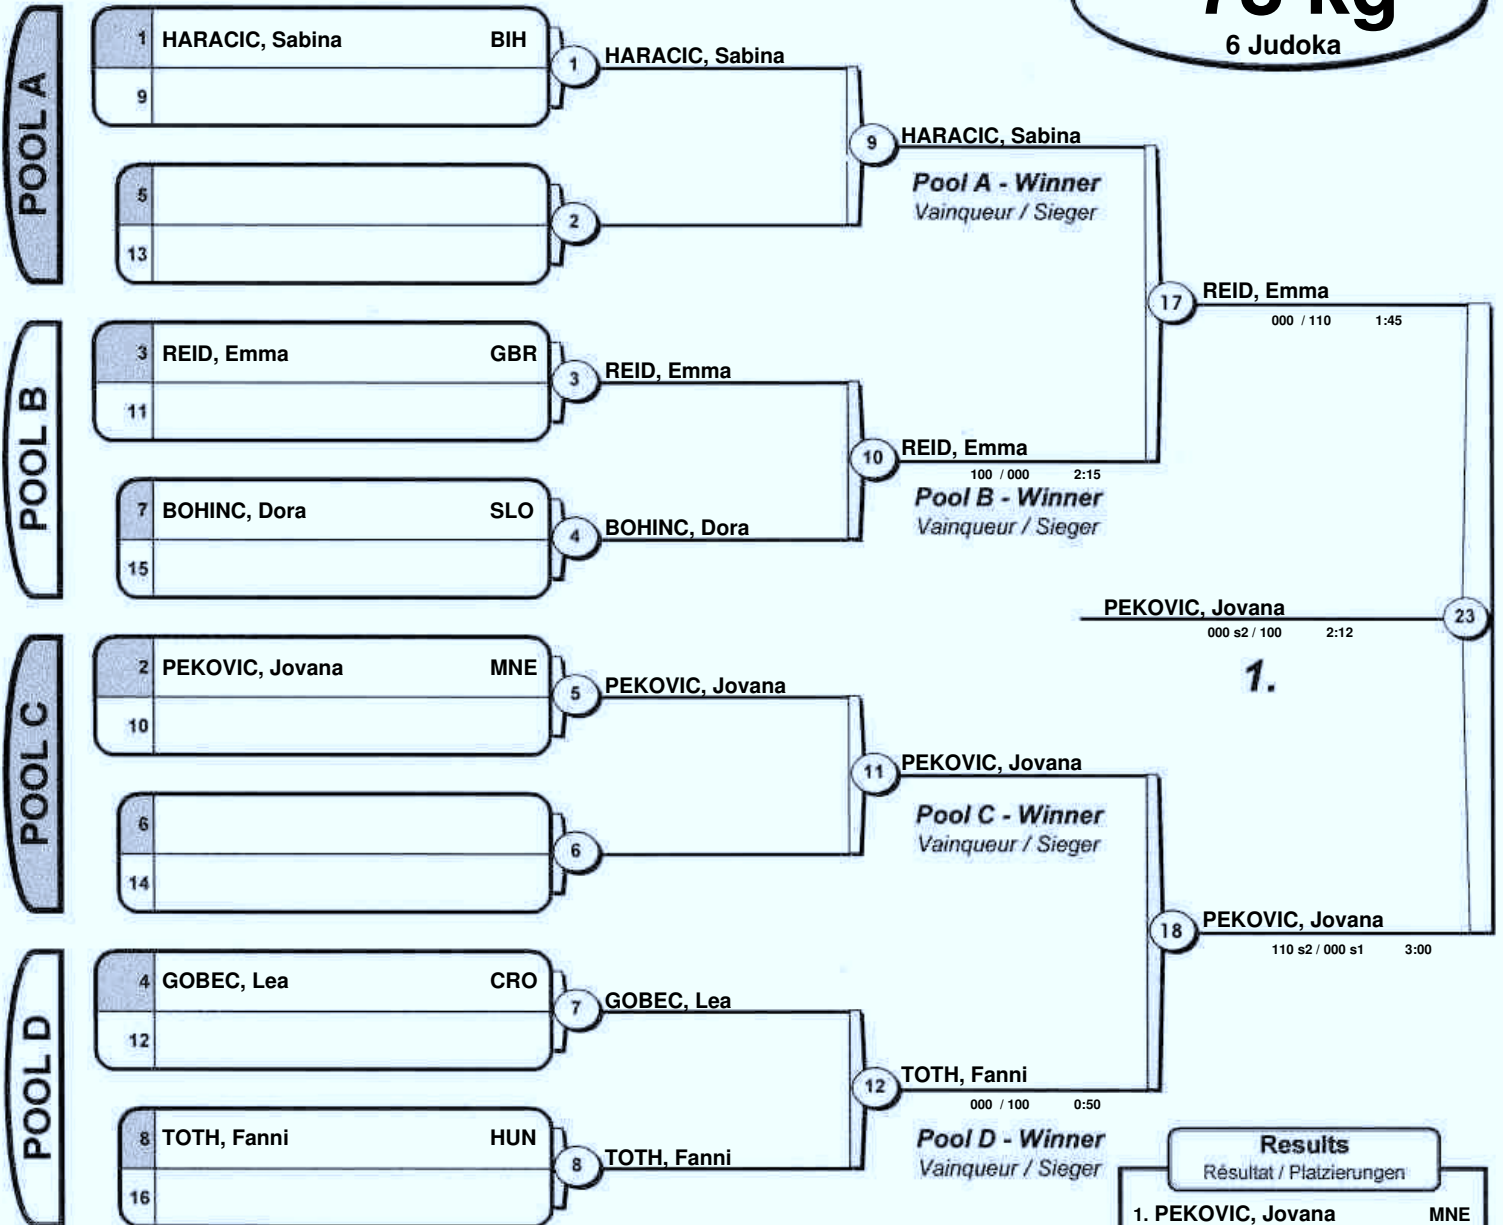 78 kg
6 Judoka
POOL A
1 HARACIC, Sabina BIH
9
5
13
1 HARACIC, Sabina
2
9 HARACIC, Sabina
Pool A - Winner
Vainqueur / Sieger
POOL B
3 REID, Emma GBR
11
7 BOHINC, Dora SLO
15
3 REID, Emma
4 BOHINC, Dora
10 REID, Emma
100 / 000 2:15
Pool B - Winner
Vainqueur / Sieger
17 REID, Emma
000 / 110 1:45
PEKOVIC, Jovana 23
000 s2 / 100 2:12
1.
POOL C
2 PEKOVIC, Jovana MNE
10
6
14
5 PEKOVIC, Jovana
6
11 PEKOVIC, Jovana
Pool C - Winner
Vainqueur / Sieger
18 PEKOVIC, Jovana
110 s2 / 000 s1 3:00
POOL D
4 GOBEC, Lea CRO
12
8 TOTH, Fanni HUN
16
7 GOBEC, Lea
8 TOTH, Fanni
12 TOTH, Fanni
000 / 100 0:50
Pool D - Winner
Vainqueur / Sieger
Results
Résultat / Platzierungen
1. PEKOVIC, Jovana MNE